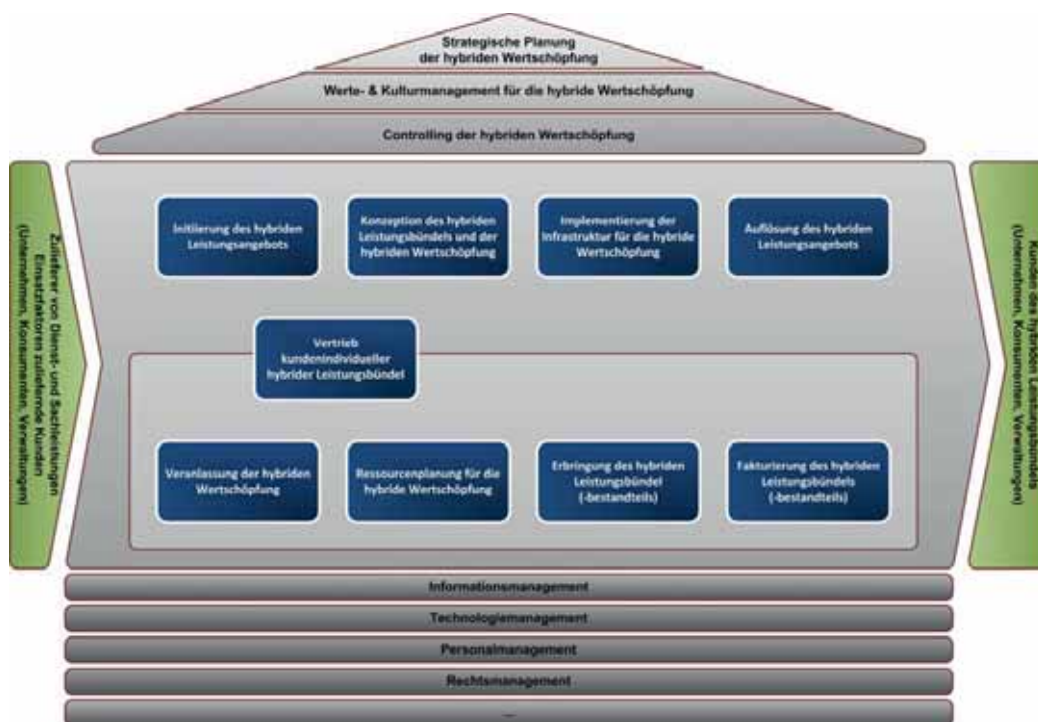 Strategische Planung
der hybriden Wertschöpfung
Werte- & Kulturmanagement für die hybride Wertschöpfung
Controlling der hybriden Wertschöpfung
Zulieferer von Dienst- und Sachleistungen
Einsatzfaktoren zuliefernde Kunden
(Unternehmen, Konsumenten, Verwaltungen)
Initiierung des hybriden
Leistungsangebots
Konzeption des hybriden
Leistungsbündels und der
hybriden Wertschöpfung
Implementierung der
Infrastruktur für die hybride
Wertschöpfung
Auflösung des hybriden
Leistungsangebots
Vertrieb
kundenindividueller
hybrider Leistungsbündel
Veranlassung der hybriden
Wertschöpfung
Ressourcenplanung für die
hybride Wertschöpfung
Erbringung des hybriden
Leistungsbündel
(-bestandteils)
Fakturierung des hybriden
Leistungsbündels
(-bestandteils)
Kunden des hybriden Leistungsbündels
(Unternehmen, Konsumenten, Verwaltungen)
Informationsmanagement
Technologiemanagement
Personalmanagement
Rechtsmanagement
...